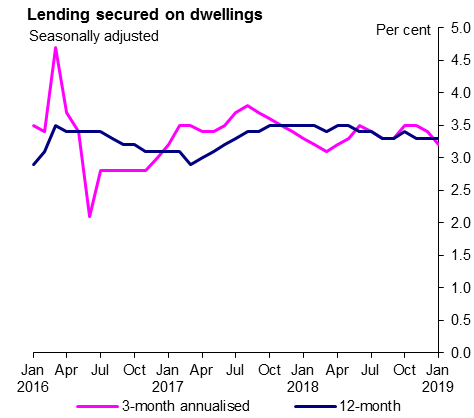 Lending secured on dwellings
Seasonally adjusted
Per cent
5.0
4.5
4.0
3.5
3.0
2.5
2.0
1.5
1.0
0.5
0.0
Jan Apr Jul Oct Jan Apr Jul Oct Jan Apr Jul Oct Jan
2016 2017 2018 2019
3-month annualised 12-month